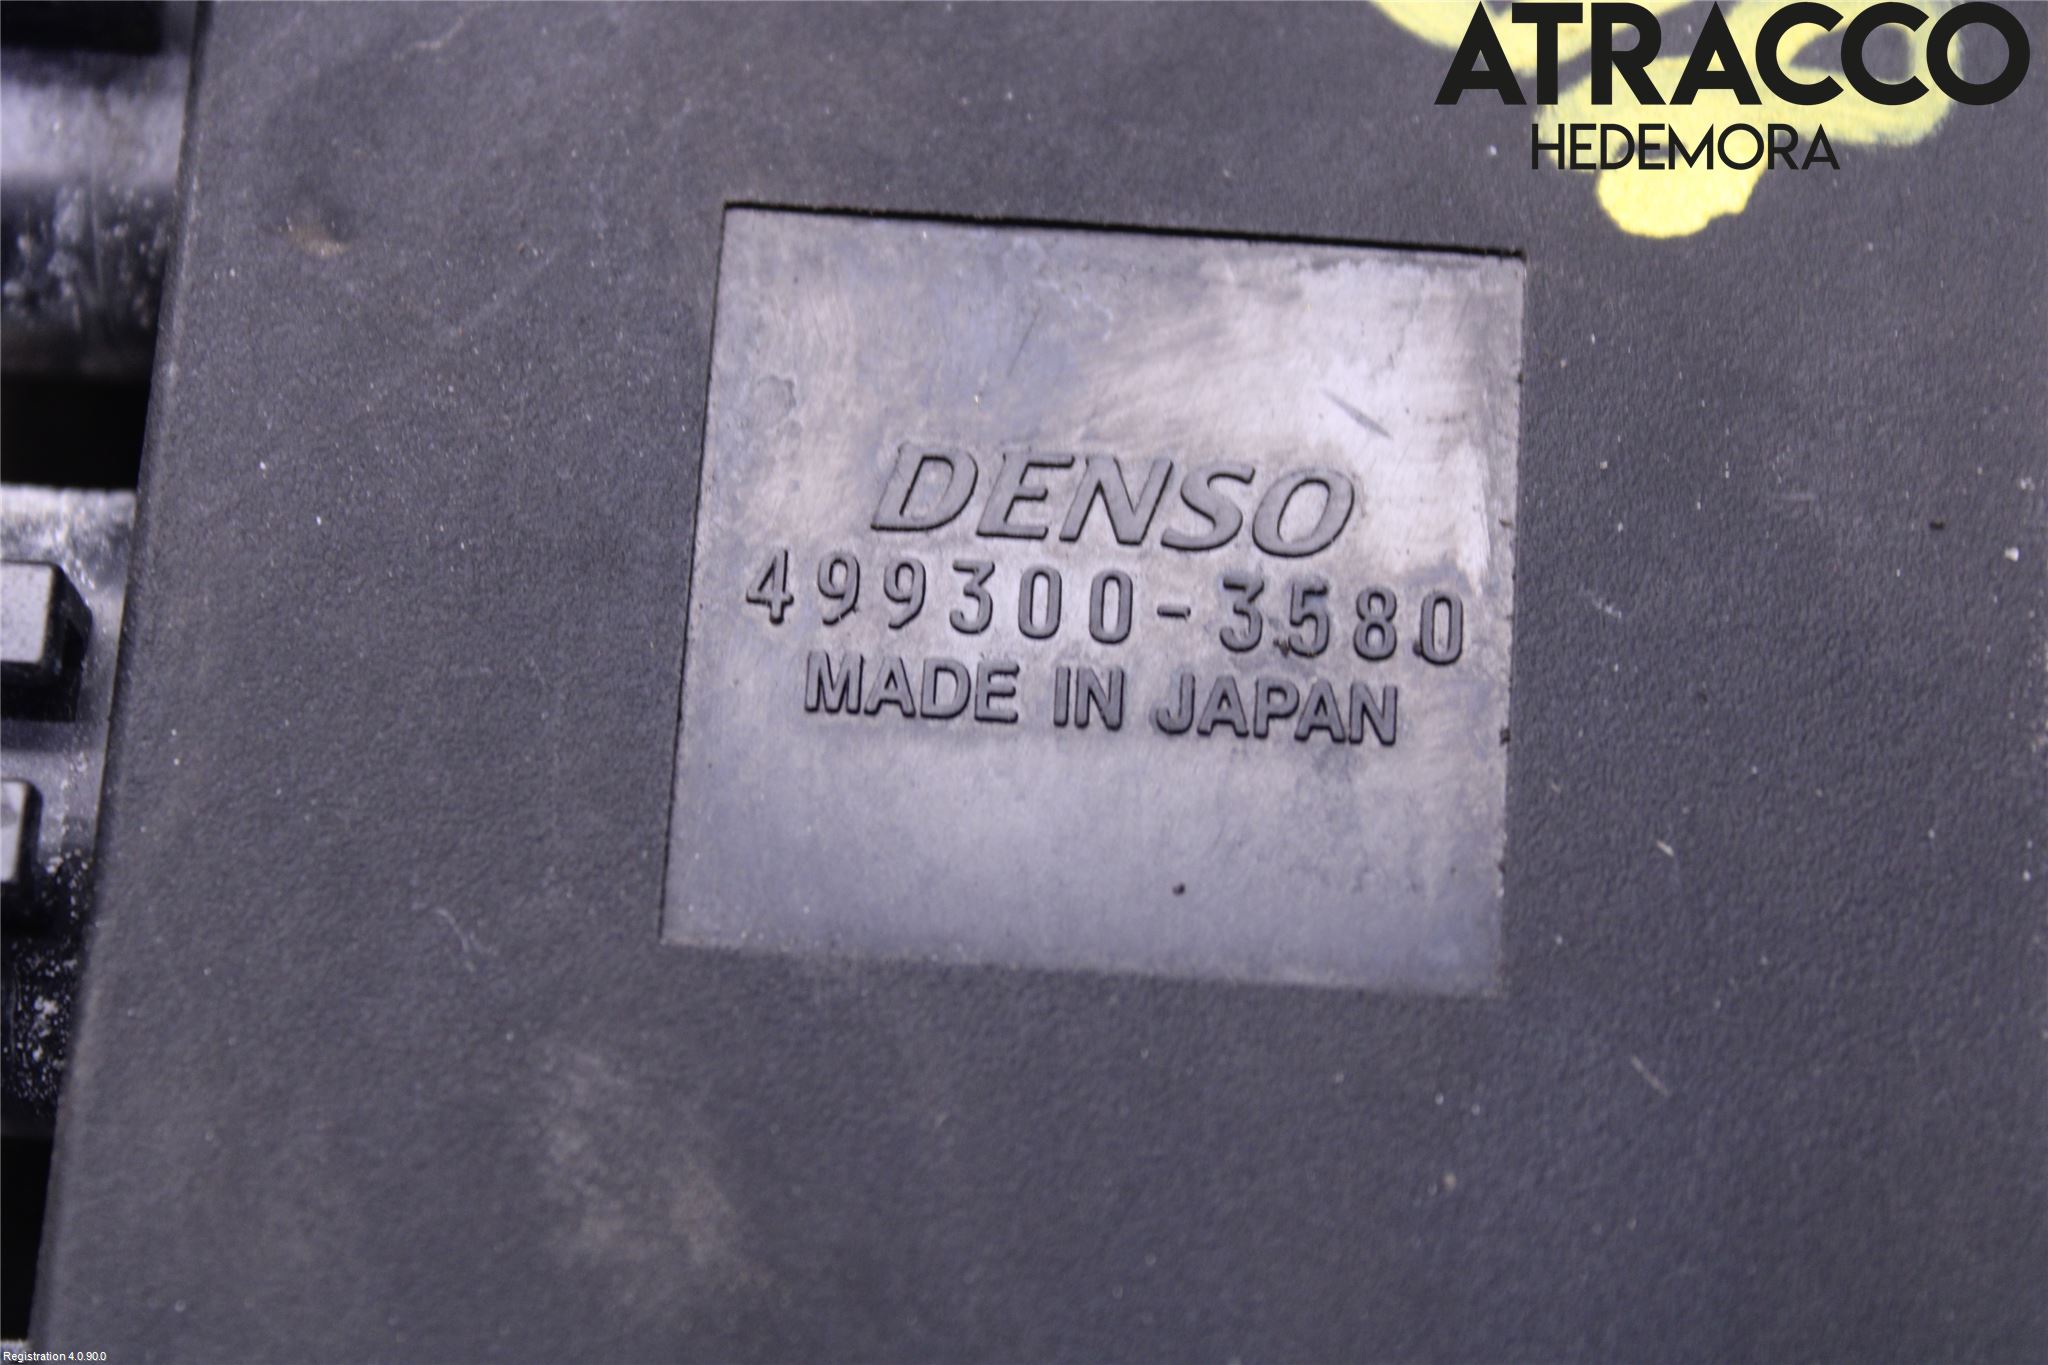 ATRACCO
HEDEMORA
DENSO
499300-3580
MADE IN JAPAN
Registration 4.0.90.0